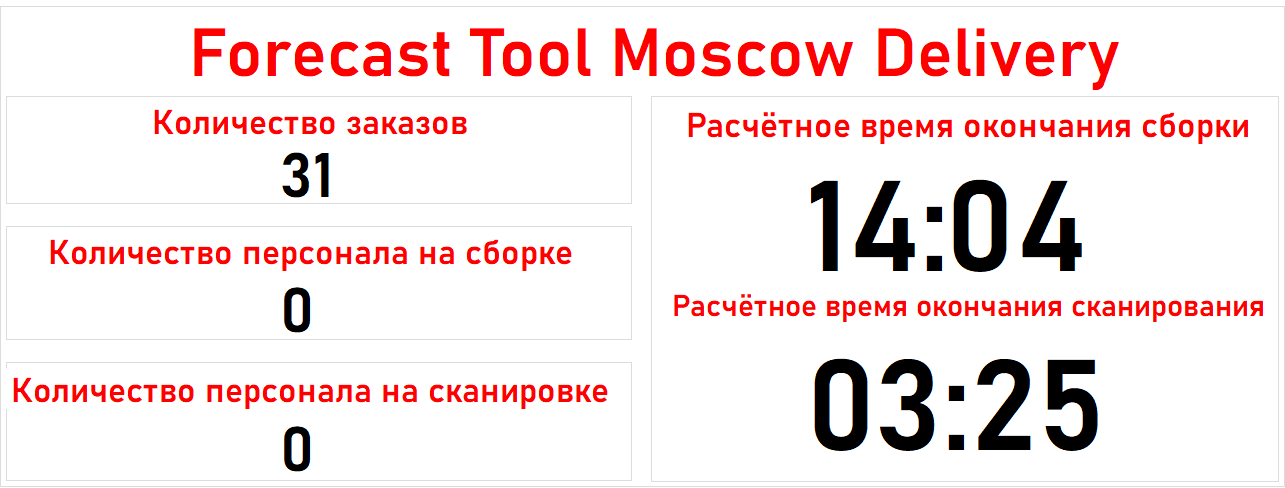 Forecast Tool Moscow Delivery
Количество заказов
31
Количество персонала на сборке
0
Количество персонала на сканировке
0
Расчётное время окончания сборки
14:04
Расчётное время окончания сканирования
03:25